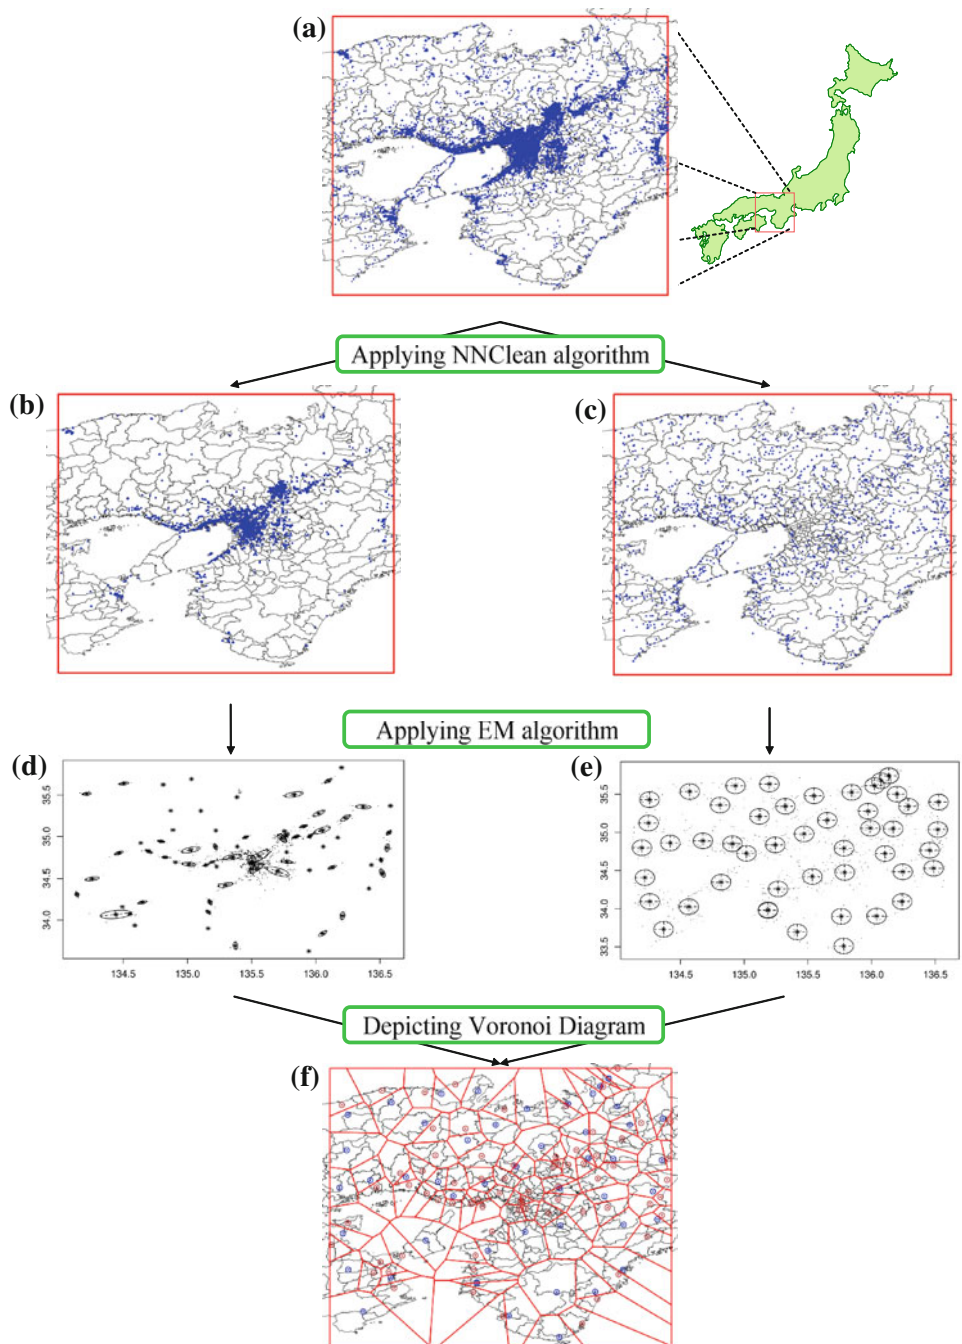 (a)
Applying NNClean algorithm
(b)
(c)
Applying EM algorithm
(d)
35.5
35.0
34.5
34.0
134.5 135.0 135.5 136.0 136.5
(e)
35.5
35.0
34.5
34.0
33.5
134.5 135.0 135.5 136.0 136.5
Depicting Voronoi Diagram
(f)